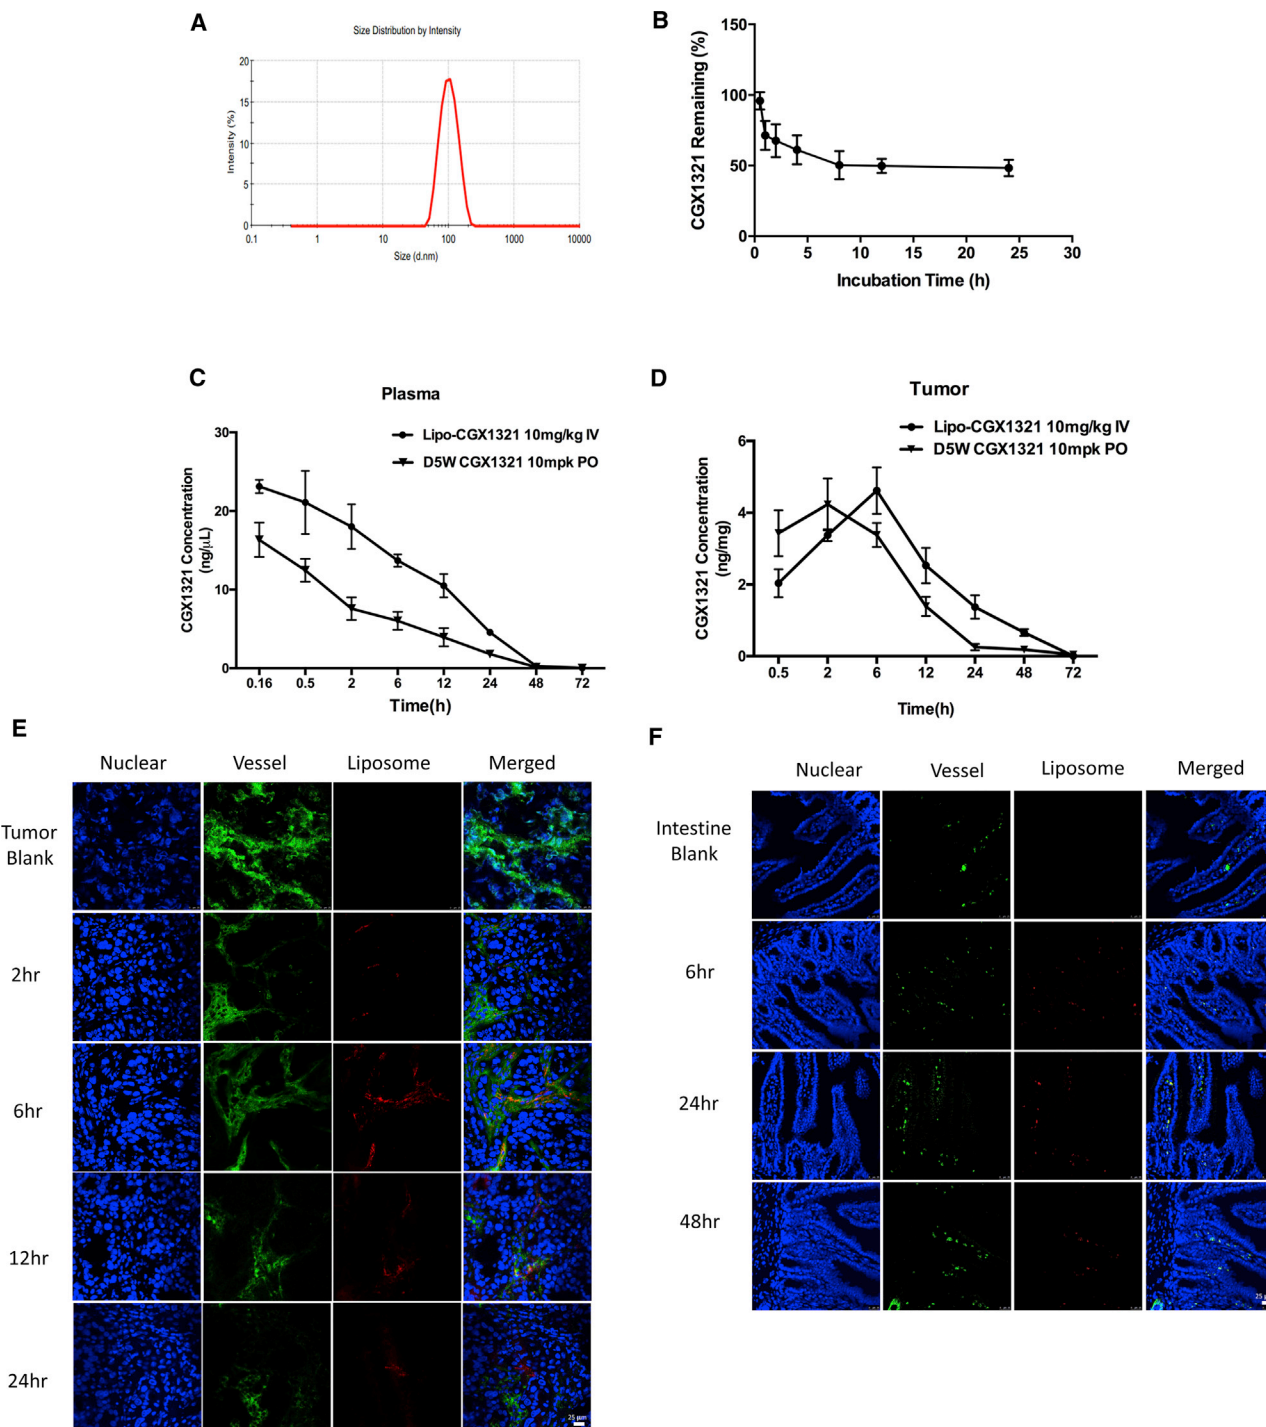 A
Size Distribution by Intensity
Intensity (%)
20
15
10
5
0
0.1 1 10 100 1000 10000
Size (d.nm)
B
CGX1321 Remaining (%)
150
100
50
0
0 5 10 15 20 25 30
Incubation Time (h)
C
Plasma
Lipo-CGX1321 10mg/kg IV
D5W CGX1321 10mpk PO
CGX1321 Concentration
(ng/μL)
30
20
10
0
0.16 0.5 2 6 12 24 48 72
Time(h)
D
Tumor
Lipo-CGX1321 10mg/kg IV
D5W CGX1321 10mpk PO
CGX1321 Concentration
(ng/mg)
6
4
2
0
0.5 2 6 12 24 48 72
Time(h)
E
Nuclear Vessel Liposome Merged
Tumor
Blank
2hr
6hr
12hr
24hr
25 μm
F
Nuclear Vessel Liposome Merged
Intestine
Blank
6hr
24hr
48hr